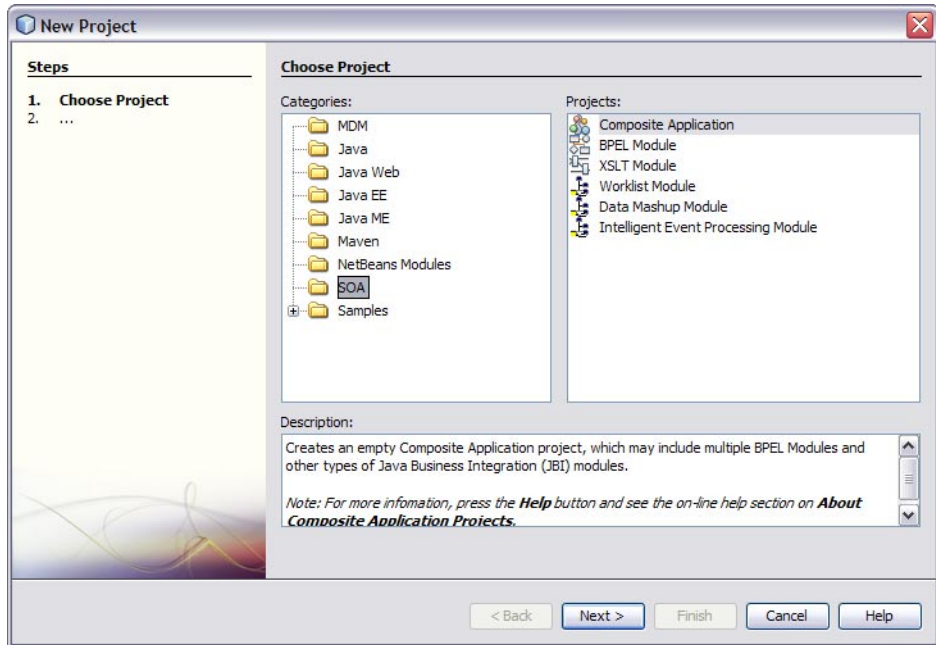 New Project
Steps
1. Choose Project
2. ...
Choose Project
Categories:
MDM
Java
Java Web
Java EE
Java ME
Maven
NetBeans Modules
SOA
Samples
Projects:
Composite Application
BPEL Module
XSLT Module
Worklist Module
Data Mashup Module
Intelligent Event Processing Module
Description:
Creates an empty Composite Application project, which may include multiple BPEL Modules and
other types of Java Business Integration (JBI) modules.
Note: For more infomation, press the Help button and see the on-line help section on About
Composite Application Projects.
< Back
Next >
Finish
Cancel
Help